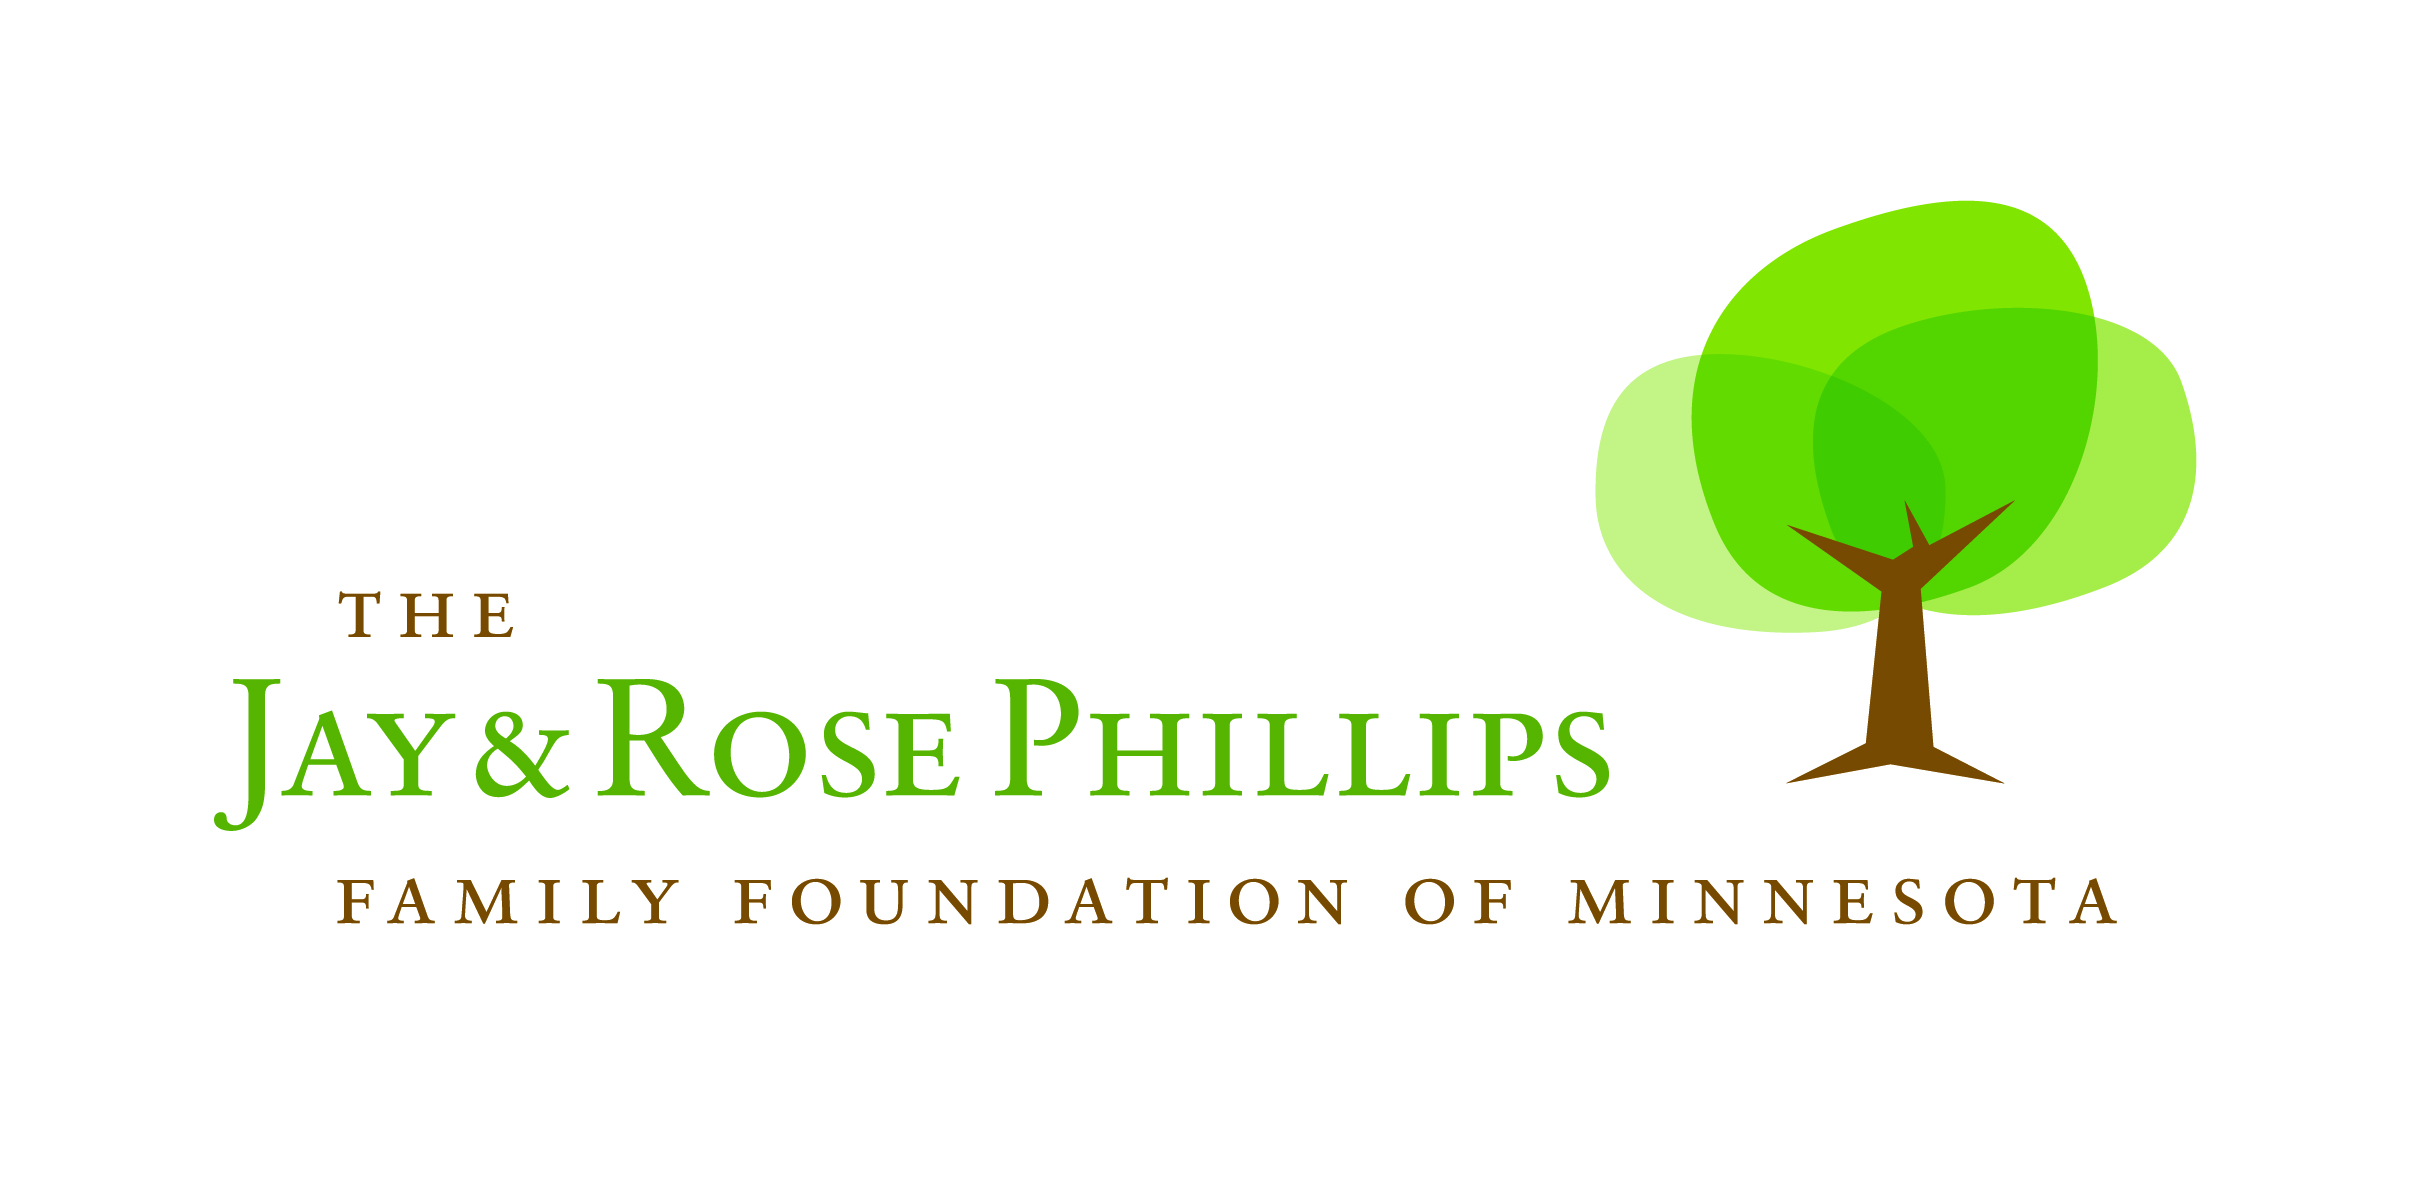 THE
JAY & ROSE PHILLIPS
FAMILY FOUNDATION OF MINNESOTA